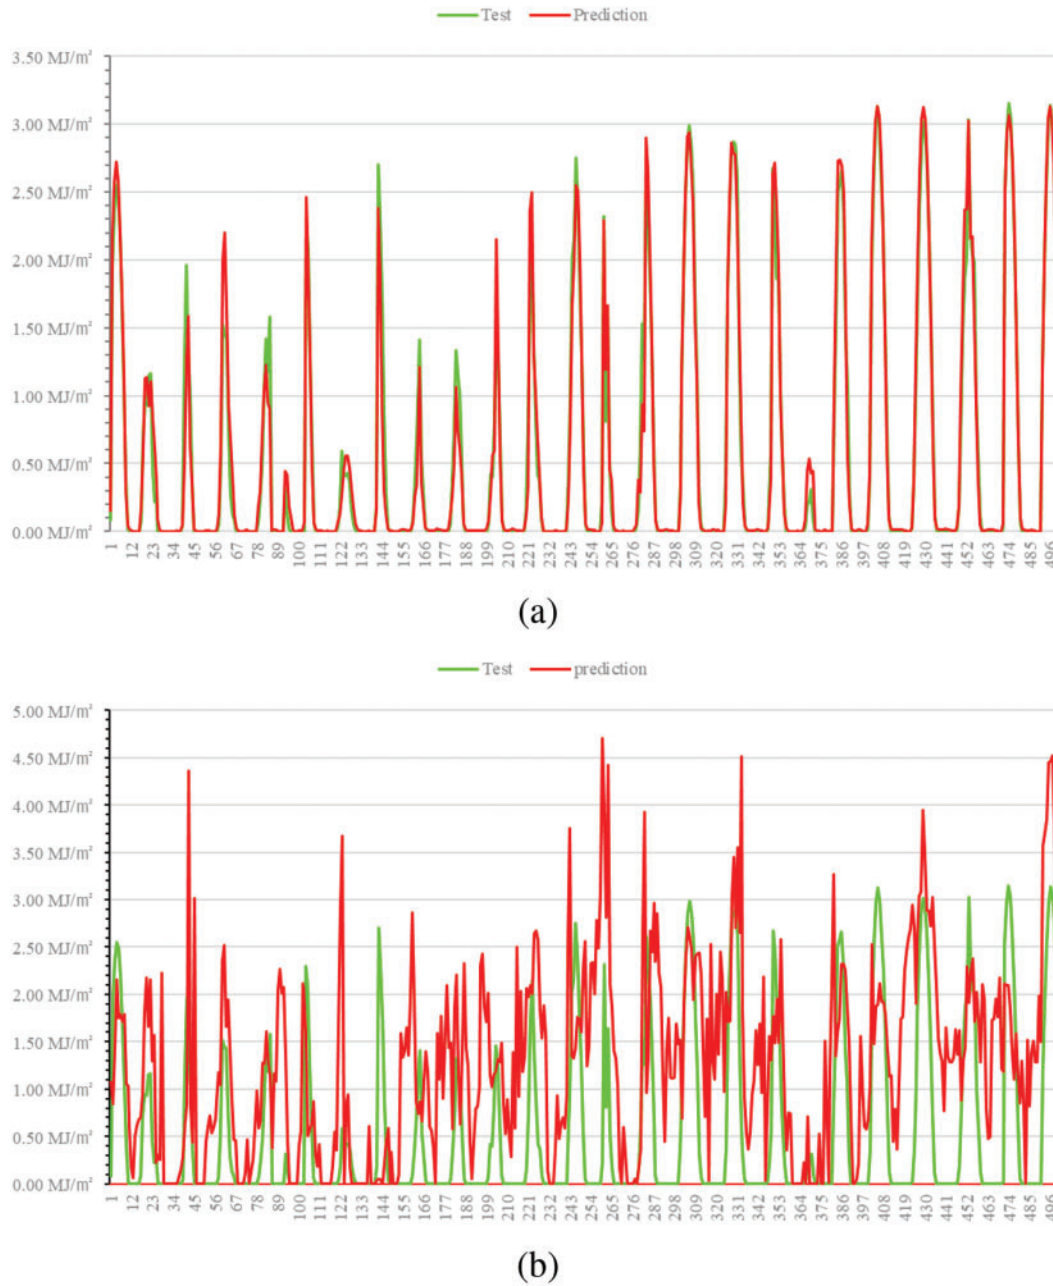 Test Prediction
3.50 MJ/m²
3.00 MJ/m²
2.50 MJ/m²
2.00 MJ/m²
1.50 MJ/m²
1.00 MJ/m²
0.50 MJ/m²
0.00 MJ/m²
1 12 23 34 45 56 67 78 89 100 111 122 133 144 155 166 177 188 199 210 221 232 243 254 265 276 287 298 309 320 331 342 353 364 375 386 397 408 419 430 441 452 463 474 485 496
(a)
Test prediction
5.00 MJ/m²
4.50 MJ/m²
4.00 MJ/m²
3.50 MJ/m²
3.00 MJ/m²
2.50 MJ/m²
2.00 MJ/m²
1.50 MJ/m²
1.00 MJ/m²
0.50 MJ/m²
0.00 MJ/m²
1 12 23 34 45 56 67 78 89 100 111 122 133 144 155 166 177 188 199 210 221 232 243 254 265 276 287 298 309 320 331 342 353 364 375 386 397 408 419 430 441 452 463 474 485 496
(b)